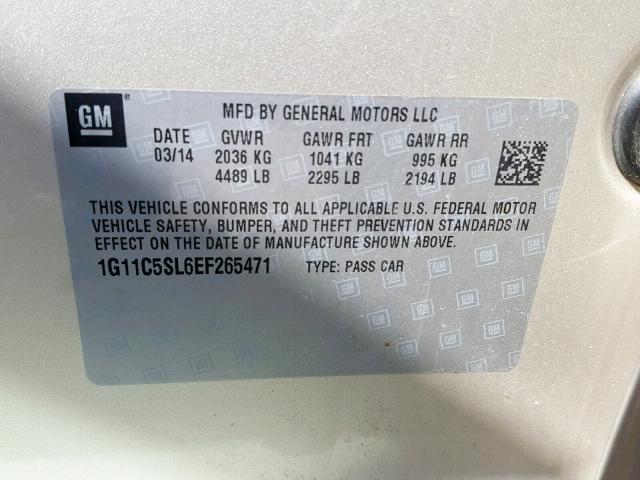 GM ®
MFD BY GENERAL MOTORS LLC
DATE GVWR GAWR FRT GAWR RR
03/14 2036 KG 1041 KG 995 KG
4489 LB 2295 LB 2194 LB
THIS VEHICLE CONFORMS TO ALL APPLICABLE U.S. FEDERAL MOTOR
VEHICLE SAFETY, BUMPER, AND THEFT PREVENTION STANDARDS IN
EFFECT ON THE DATE OF MANUFACTURE SHOWN ABOVE.
1G11C5SL6EF265471 TYPE: PASS CAR